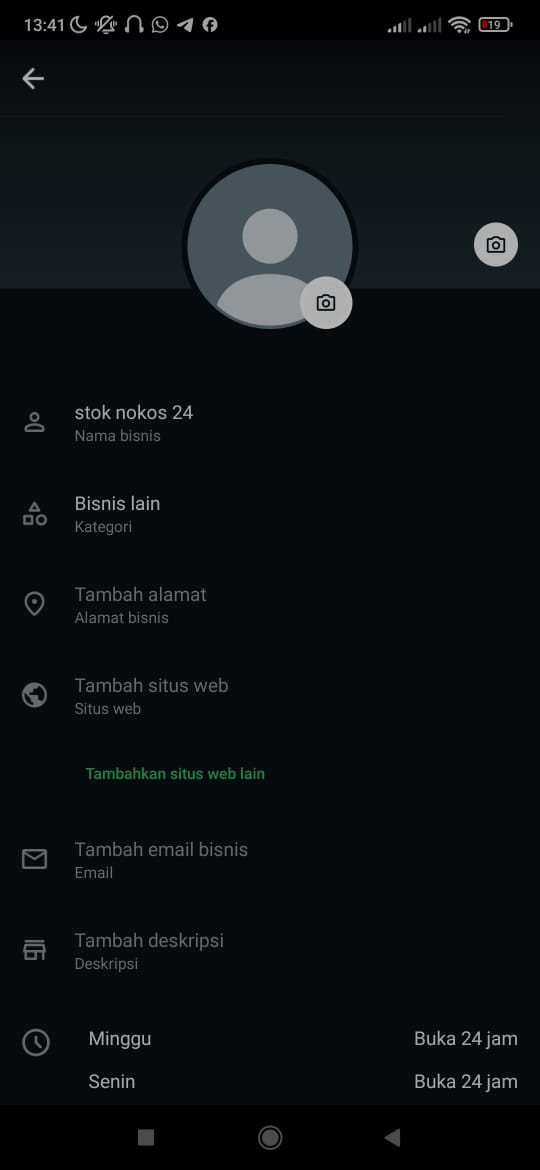 13:41
19
stok nokos 24
Nama bisnis
Bisnis lain
Kategori
Tambah alamat
Alamat bisnis
Tambah situs web
Situs web
Tambahkan situs web lain
Tambah email bisnis
Email
Tambah deskripsi
Deskripsi
Minggu Buka 24 jam
Senin Buka 24 jam